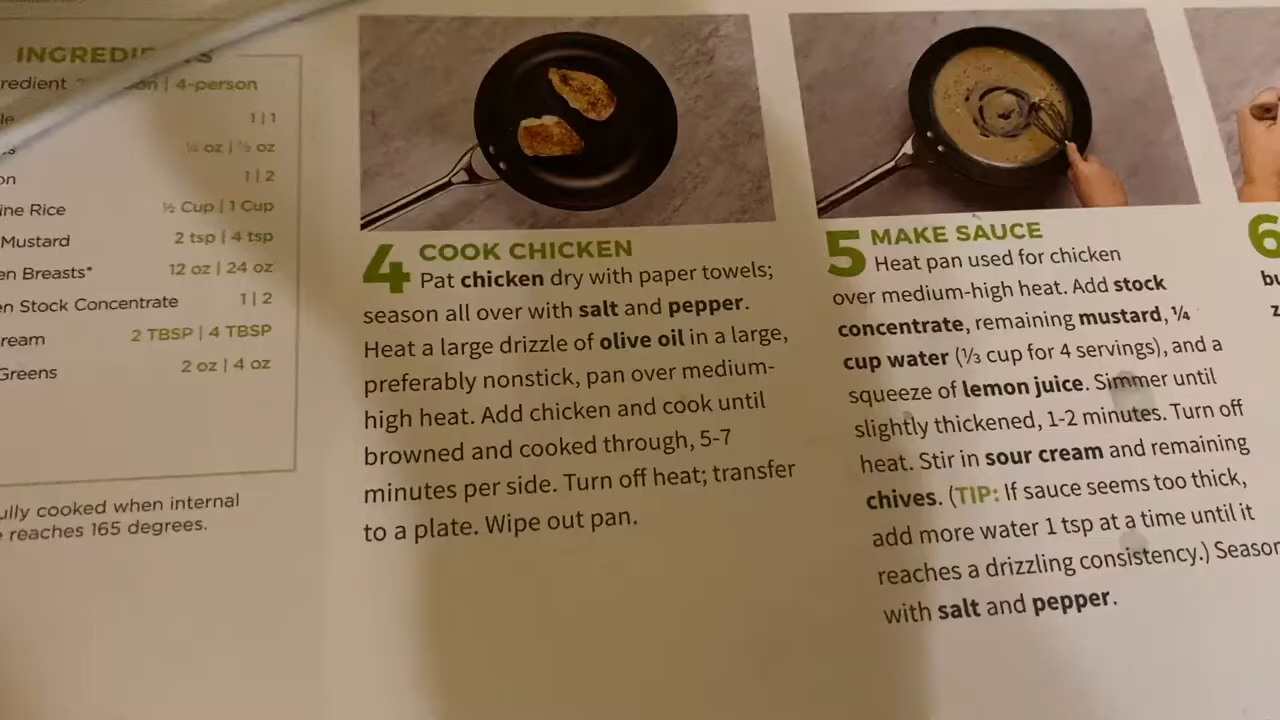 INGREDIENTS
redient 2-person | 4-person
le 1 | 1
¼ oz | ½ oz
on 1 | 2
ine Rice ½ Cup | 1 Cup
Mustard 2 tsp | 4 tsp
en Breasts* 12 oz | 24 oz
en Stock Concentrate 1 | 2
ream 2 TBSP | 4 TBSP
Greens 2 oz | 4 oz
ully cooked when internal
e reaches 165 degrees.
4 COOK CHICKEN
Pat chicken dry with paper towels;
season all over with salt and pepper.
Heat a large drizzle of olive oil in a large,
preferably nonstick, pan over medium-
high heat. Add chicken and cook until
browned and cooked through, 5-7
minutes per side. Turn off heat; transfer
to a plate. Wipe out pan.
5 MAKE SAUCE
Heat pan used for chicken
over medium-high heat. Add stock
concentrate, remaining mustard, ¼
cup water (⅓ cup for 4 servings), and a
squeeze of lemon juice. Simmer until
slightly thickened, 1-2 minutes. Turn off
heat. Stir in sour cream and remaining
chives. (TIP: If sauce seems too thick,
add more water 1 tsp at a time until it
reaches a drizzling consistency.) Season
with salt and pepper.
6
bu
z